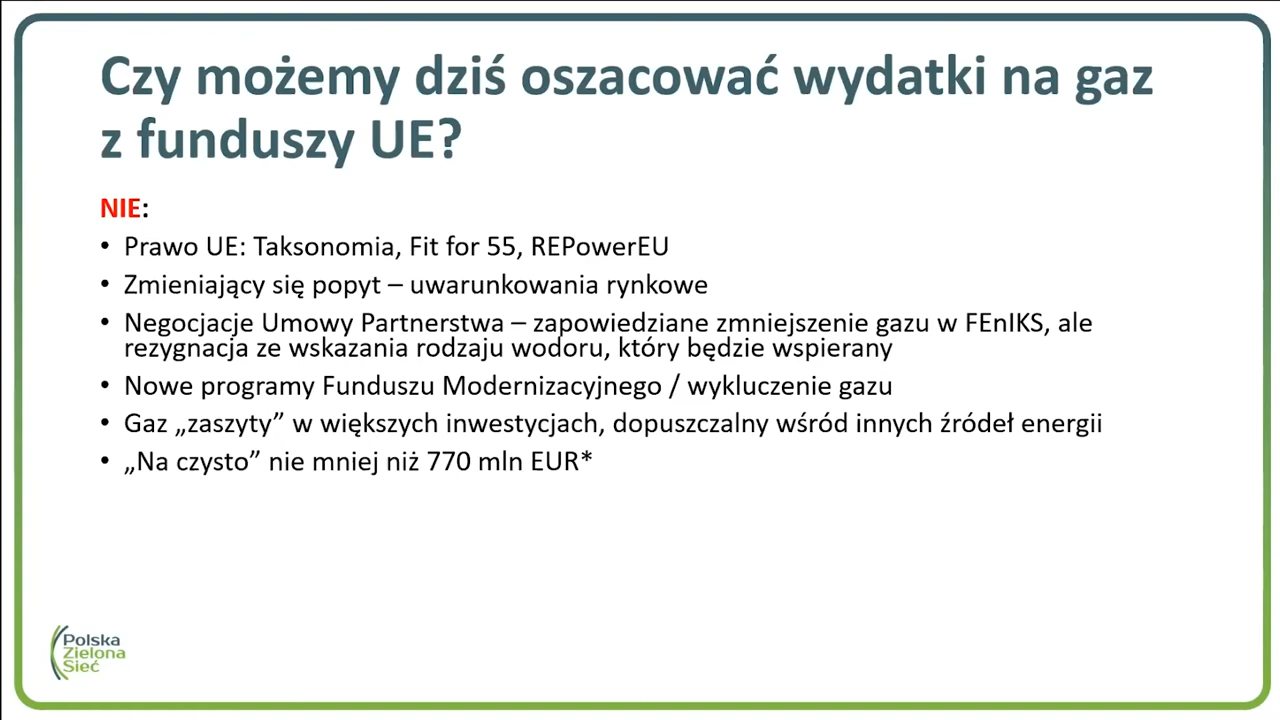 Czy możemy dziś oszacować wydatki na gaz
z funduszy UE?
NIE:
• Prawo UE: Taksonomia, Fit for 55, REPowerEU
• Zmieniający się popyt – uwarunkowania rynkowe
• Negocjacje Umowy Partnerstwa – zapowiedziane zmniejszenie gazu w FEnIKS, ale
rezygnacja ze wskazania rodzaju wodoru, który będzie wspierany
• Nowe programy Funduszu Modernizacyjnego / wykluczenie gazu
• Gaz „zaszyty” w większych inwestycjach, dopuszczalny wśród innych źródeł energii
• „Na czysto” nie mniej niż 770 mln EUR*
Polska
Zielona
Sieć